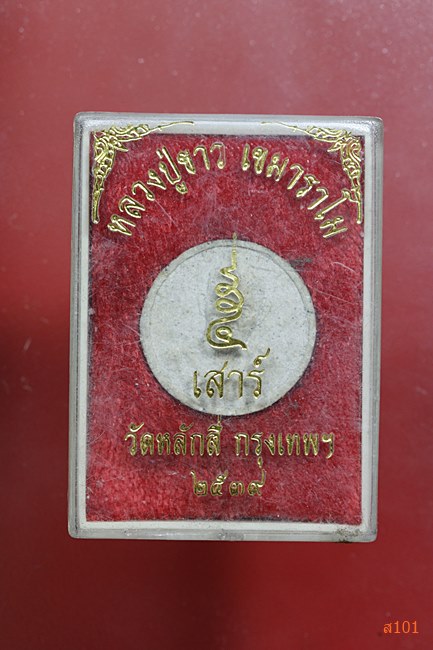 หลวงปู่ขาว เขมาราโม
เสาร์ ๕
วัดหลักสี่ กรุงเทพฯ
๒๕๓๙
ส101